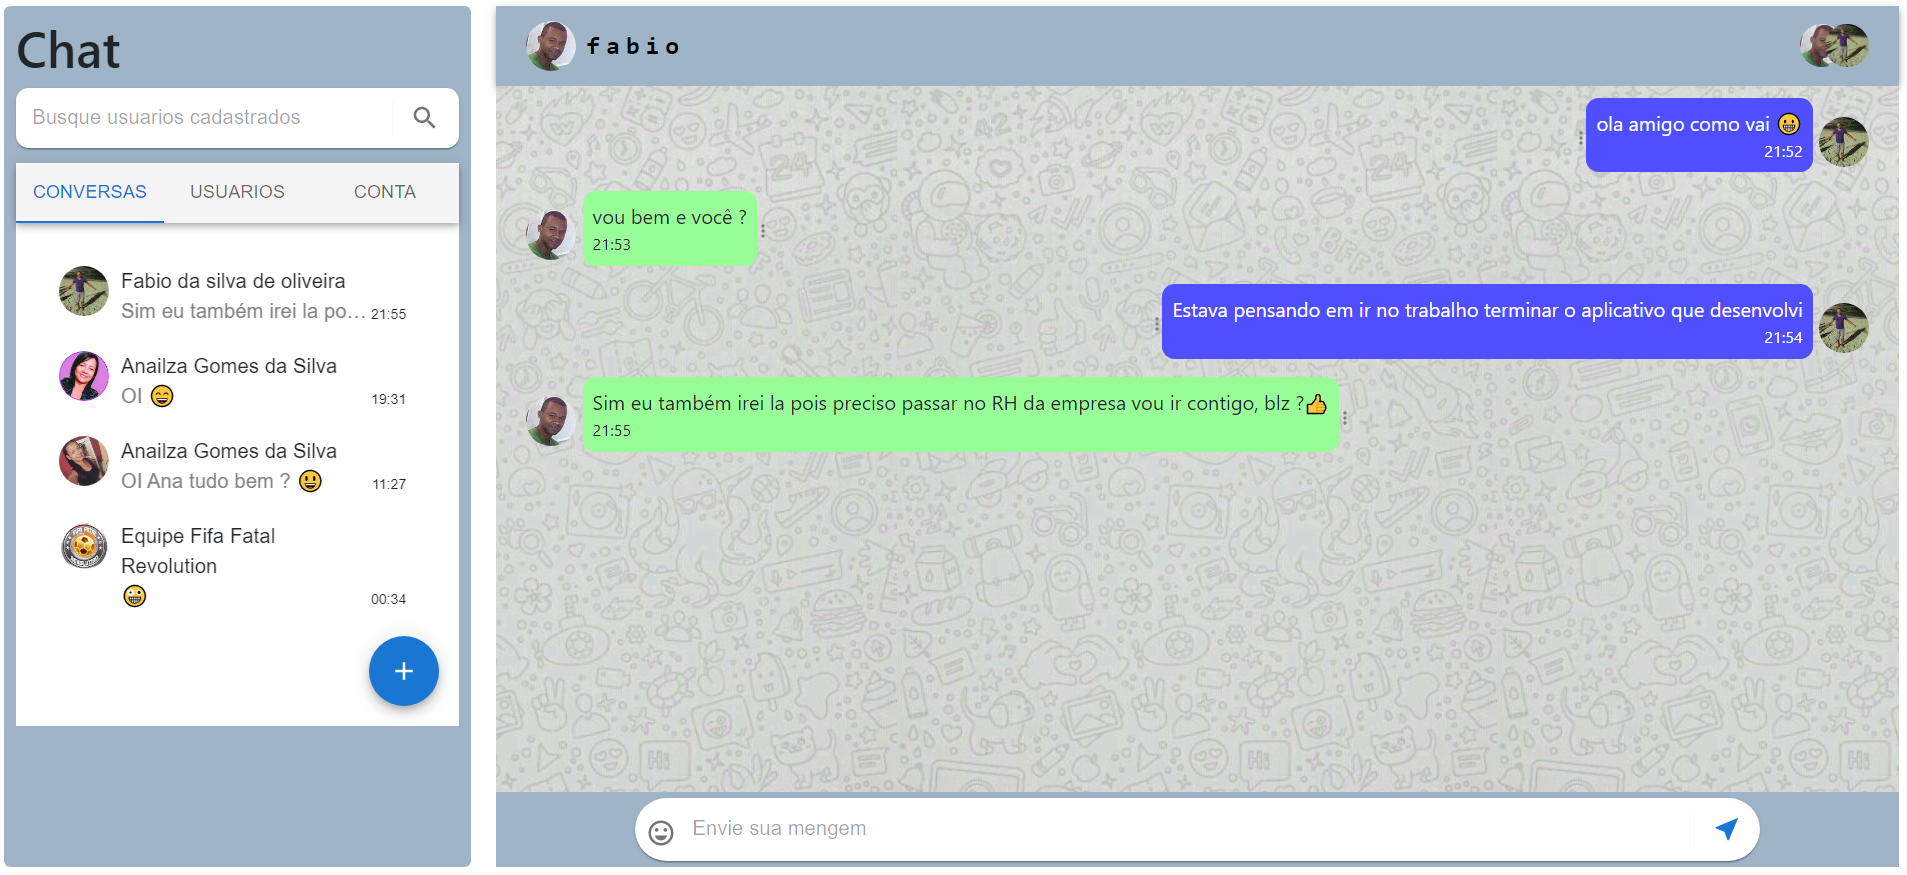 Chat
Busque usuarios cadastrados
CONVERSAS USUARIOS CONTA
Fabio da silva de oliveira
Sim eu também irei la po... 21:55
Anailza Gomes da Silva
OI 😄 19:31
Anailza Gomes da Silva
OI Ana tudo bem ? 😃 11:27
Equipe Fifa Fatal
Revolution
🤪 00:34
+
fabio
ola amigo como vai 😀
21:52
vou bem e você ?
21:53
Estava pensando em ir no trabalho terminar o aplicativo que desenvolvi
21:54
Sim eu também irei la pois preciso passar no RH da empresa vou ir contigo, blz ?👍
21:55
Envie sua mengem